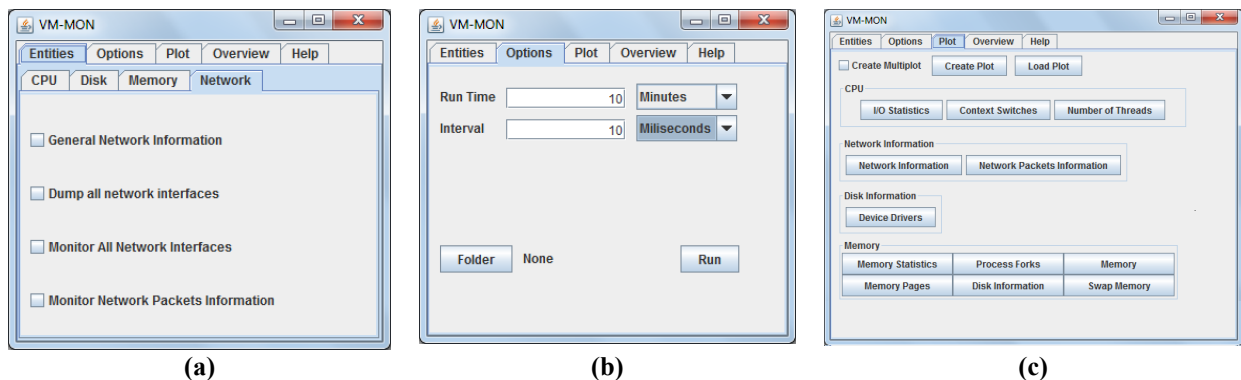 VM-MON
Entities Options Plot Overview Help
CPU Disk Memory Network
General Network Information
Dump all network interfaces
Monitor All Network Interfaces
Monitor Network Packets Information
(a)
VM-MON
Entities Options Plot Overview Help
Run Time 10 Minutes
Interval 10 Miliseconds
Folder None Run
(b)
VM-MON
Entities Options Plot Overview Help
Create Multiplot Create Plot Load Plot
CPU
I/O Statistics Context Switches Number of Threads
Network Information
Network Information Network Packets Information
Disk Information
Device Drivers
Memory
Memory Statistics Process Forks Memory
Memory Pages Disk Information Swap Memory
(c)